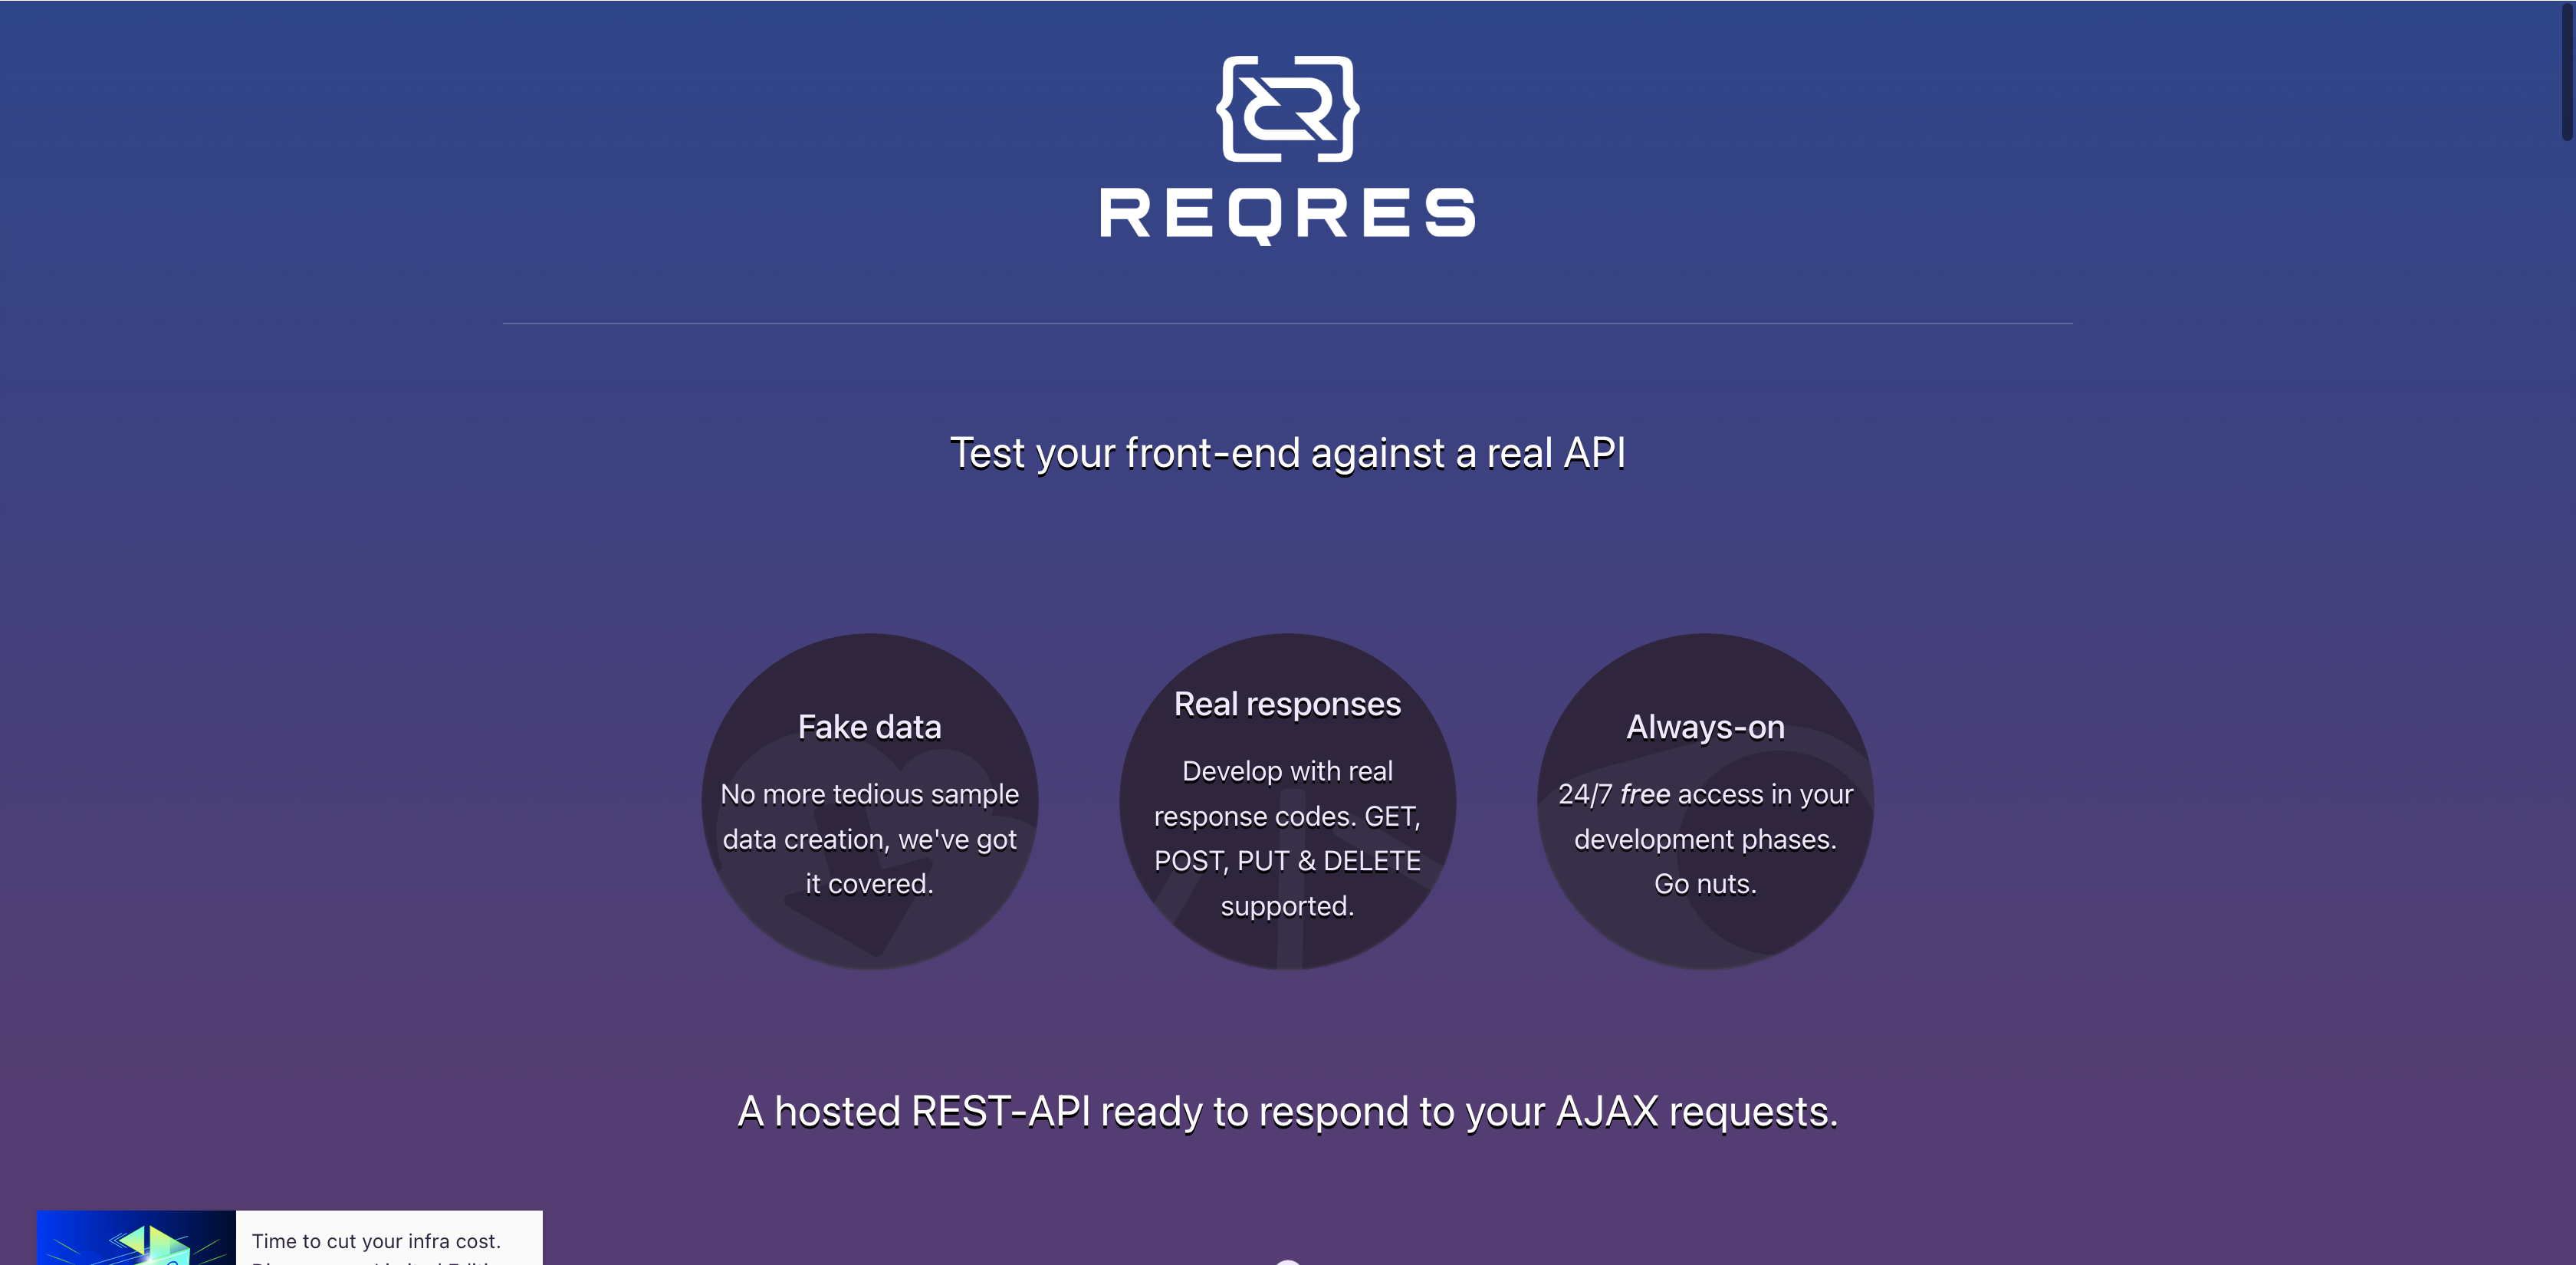 REQRES
Test your front-end against a real API
Fake data
No more tedious sample
data creation, we've got
it covered.
Real responses
Develop with real
response codes. GET,
POST, PUT & DELETE
supported.
Always-on
24/7 free access in your
development phases.
Go nuts.
A hosted REST-API ready to respond to your AJAX requests.
Time to cut your infra cost.